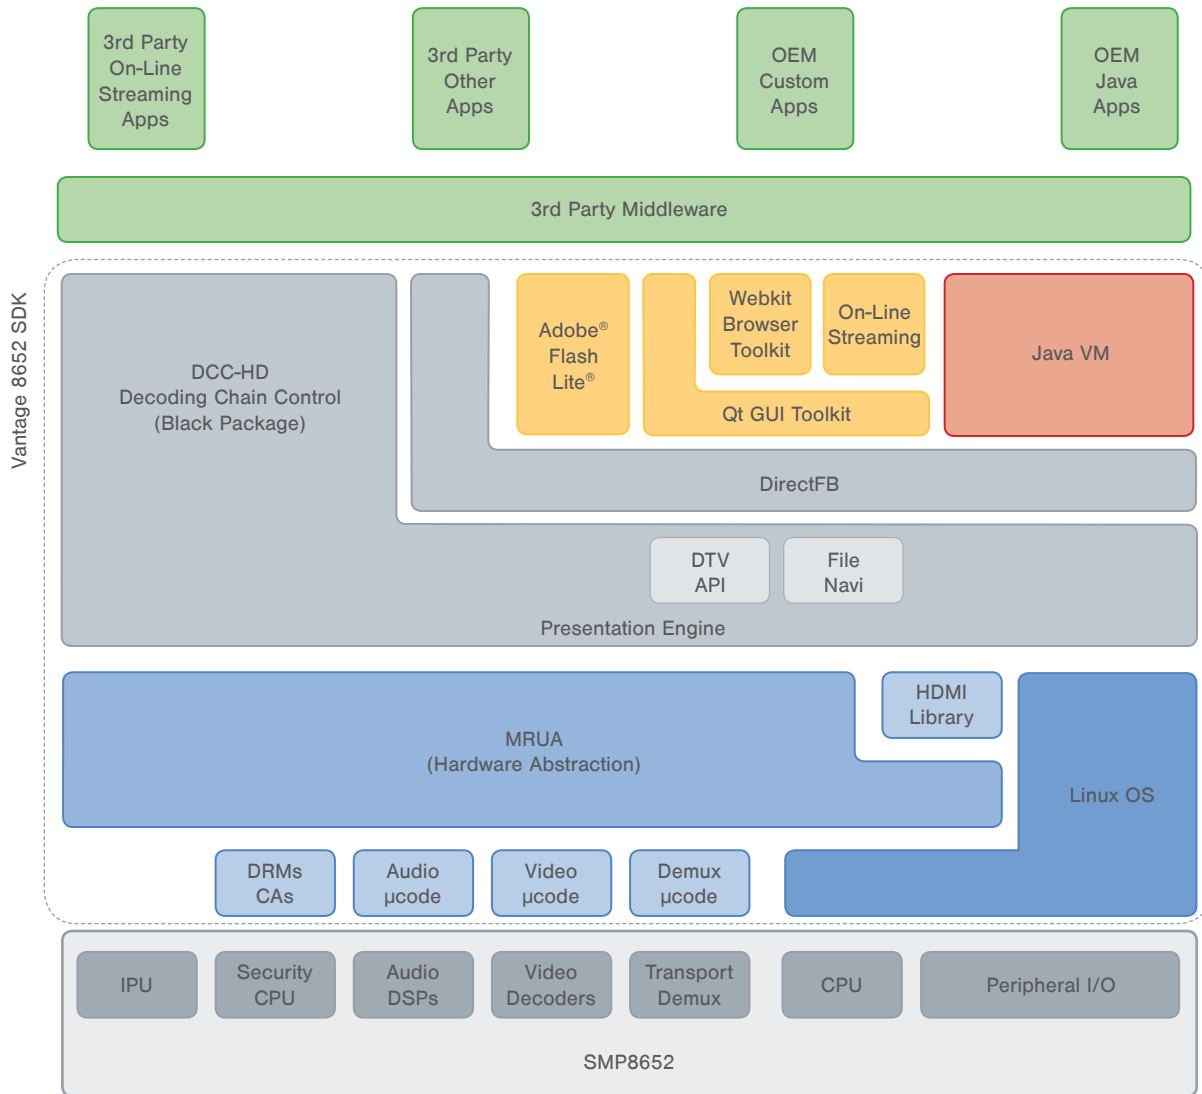 3rd Party
On-Line
Streaming
Apps
3rd Party
Other
Apps
OEM
Custom
Apps
OEM
Java
Apps
3rd Party Middleware
Vantage 8652 SDK
DCC-HD
Decoding Chain Control
(Black Package)
Adobe®
Flash
Lite®
Webkit
Browser
Toolkit
On-Line
Streaming
Qt GUI Toolkit
Java VM
DirectFB
DTV
API
File
Navi
Presentation Engine
MRUA
(Hardware Abstraction)
HDMI
Library
Linux OS
DRMs
CAs
Audio
µcode
Video
µcode
Demux
µcode
IPU
Security
CPU
Audio
DSPs
Video
Decoders
Transport
Demux
CPU
Peripheral I/O
SMP8652